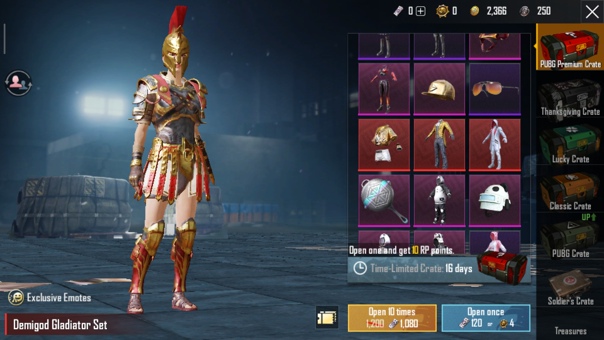 0
0
2,366
250
PUBG Premium Crate
Thanksgiving Crate
Lucky Crate
Classic Crate
UP
PUBG Crate
Soldier's Crate
Treasures
Open one and get 10 RP points.
Time-Limited Crate: 16 days
Exclusive Emotes
Demigod Gladiator Set
Open 10 times
1,200 1,080
Open once
120 or 4